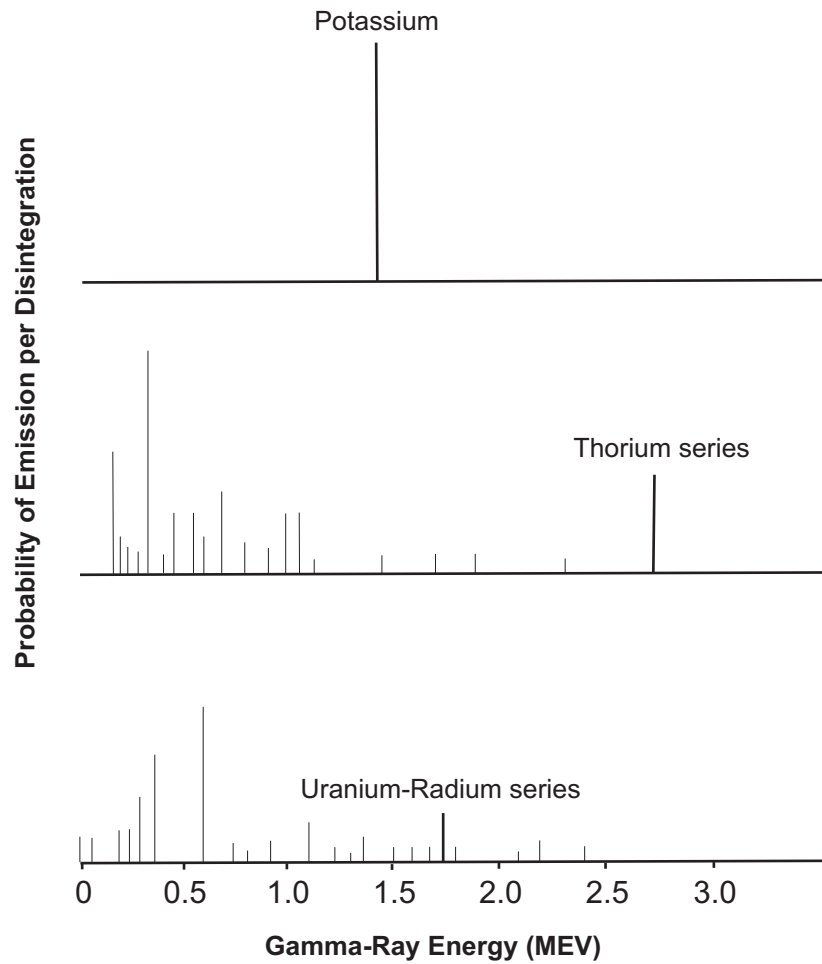 Potassium
Probability of Emission per Disintegration
Thorium series
Uranium-Radium series
0 0.5 1.0 1.5 2.0 2.5 3.0
Gamma-Ray Energy (MEV)